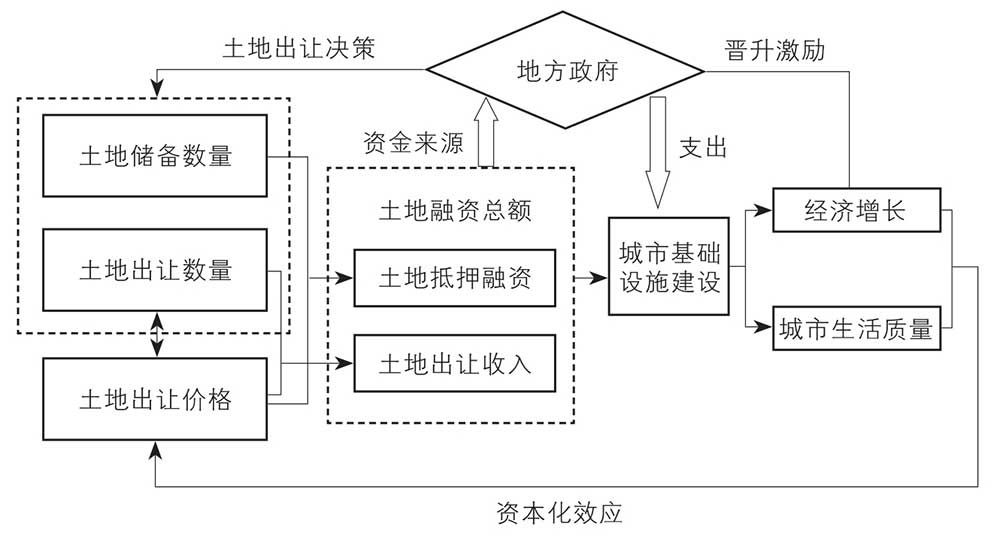 土地出让决策
地方政府
晋升激励
土地储备数量
资金来源
支出
土地融资总额
经济增长
土地出让数量
土地抵押融资
城市基础
设施建设
土地出让收入
城市生活质量
土地出让价格
资本化效应